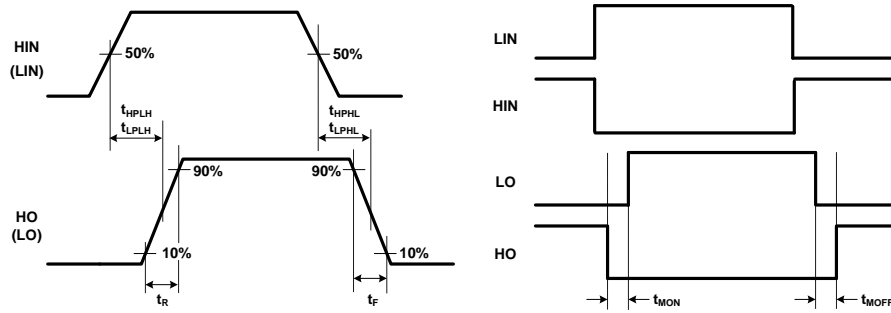 HIN
(LIN)
50%
50%
tHPLH
tLPLH
tHPHL
tLPHL
HO
(LO)
90%
90%
10%
10%
tR
tF
LIN
HIN
LO
HO
tMON
tMOFF